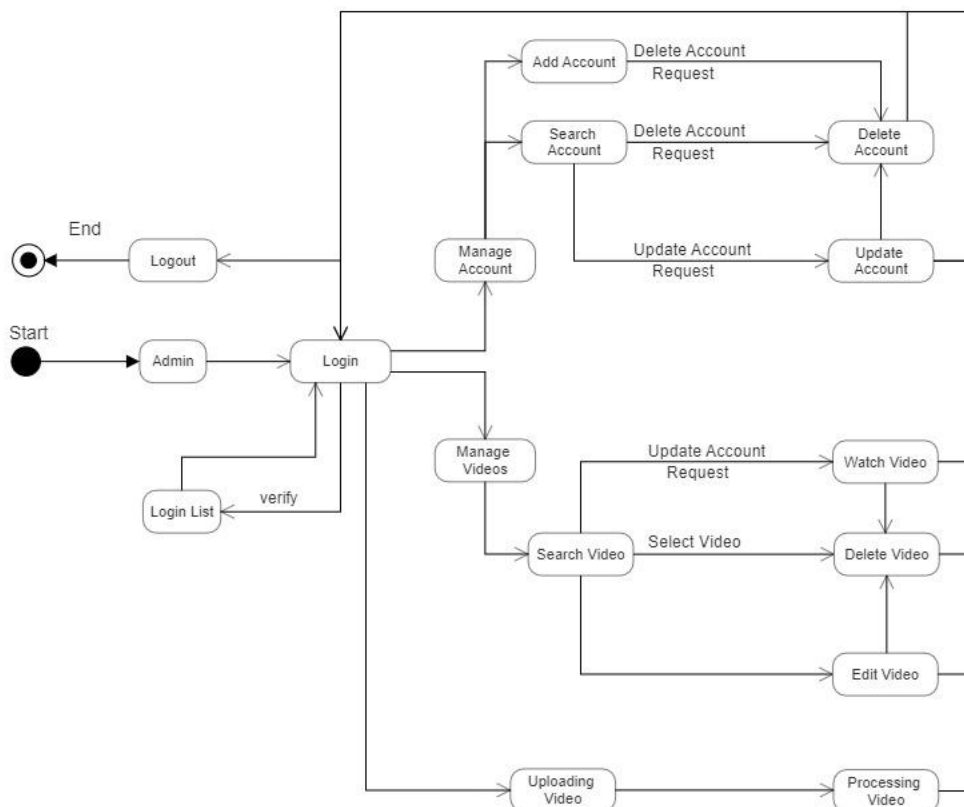 Add Account
Delete Account
Request
Search
Account
Delete Account
Request
Delete
Account
End
Logout
Manage
Account
Update Account
Request
Update
Account
Start
Admin
Login
Manage
Videos
Update Account
Request
Watch Video
Login List
verify
Search Video
Select Video
Delete Video
Edit Video
Uploading
Video
Processing
Video